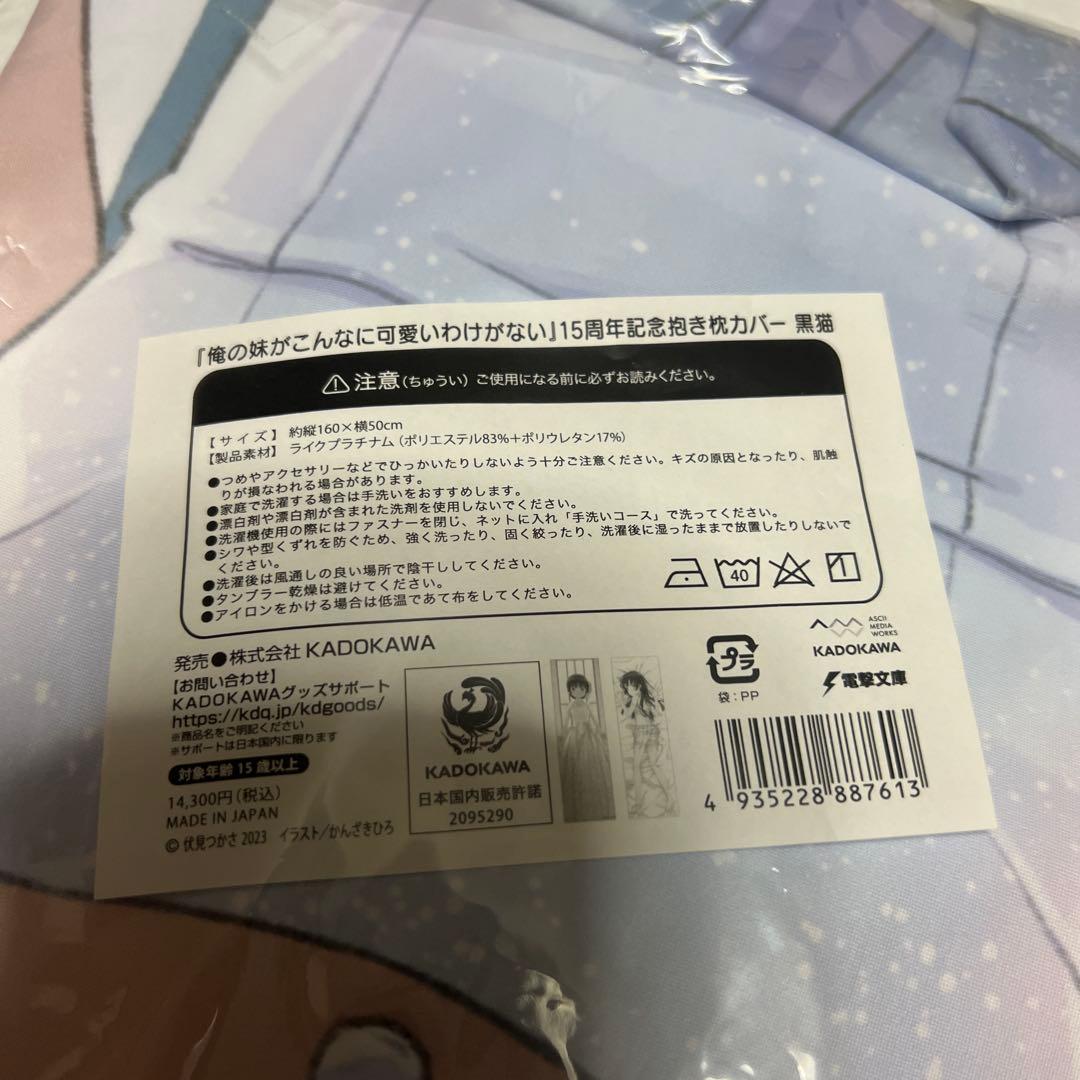 『俺の妹がこんなに可愛いわけがない』15周年記念抱き枕カバー 黒猫
注意(ちゅうい) ご使用になる前に必ずお読みください。
【サイズ】 約縦160×横50cm
【製品素材】 ライクプラチナム(ポリエステル83%+ポリウレタン17%)
●つめやアクセサリーなどでひっかいたりしないよう十分ご注意ください。キズの原因となったり、肌触
りが損なわれる場合があります。
●家庭で洗濯する場合は手洗いをおすすめします。
●漂白剤や漂白剤が含まれた洗剤を使用しないでください。
●洗濯機使用の際にはファスナーを閉じ、ネットに入れ「手洗いコース」で洗ってください。
●シワや型くずれを防ぐため、強く洗ったり、固く絞ったり、洗濯後に湿ったままで放置したりしないで
ください。
●洗濯後は風通しの良い場所で陰干ししてください。
●タンブラー乾燥は避けてください。
●アイロンをかける場合は低温であて布をしてください。
40
発売●株式会社KADOKAWA
【お問い合わせ】
KADOKAWAグッズサポート
https://kdq.jp/kdgoods/
※商品名をご明記ください
※サポートは日本国内に限ります
対象年齢15歳以上
14,300円(税込)
MADE IN JAPAN
© 伏見つかさ 2023 イラスト/かんざきひろ
KADOKAWA
日本国内販売許諾
2095290
プラ
袋:PP
ASCII
MEDIA
WORKS
KADOKAWA
電撃文庫
4 935228 887613